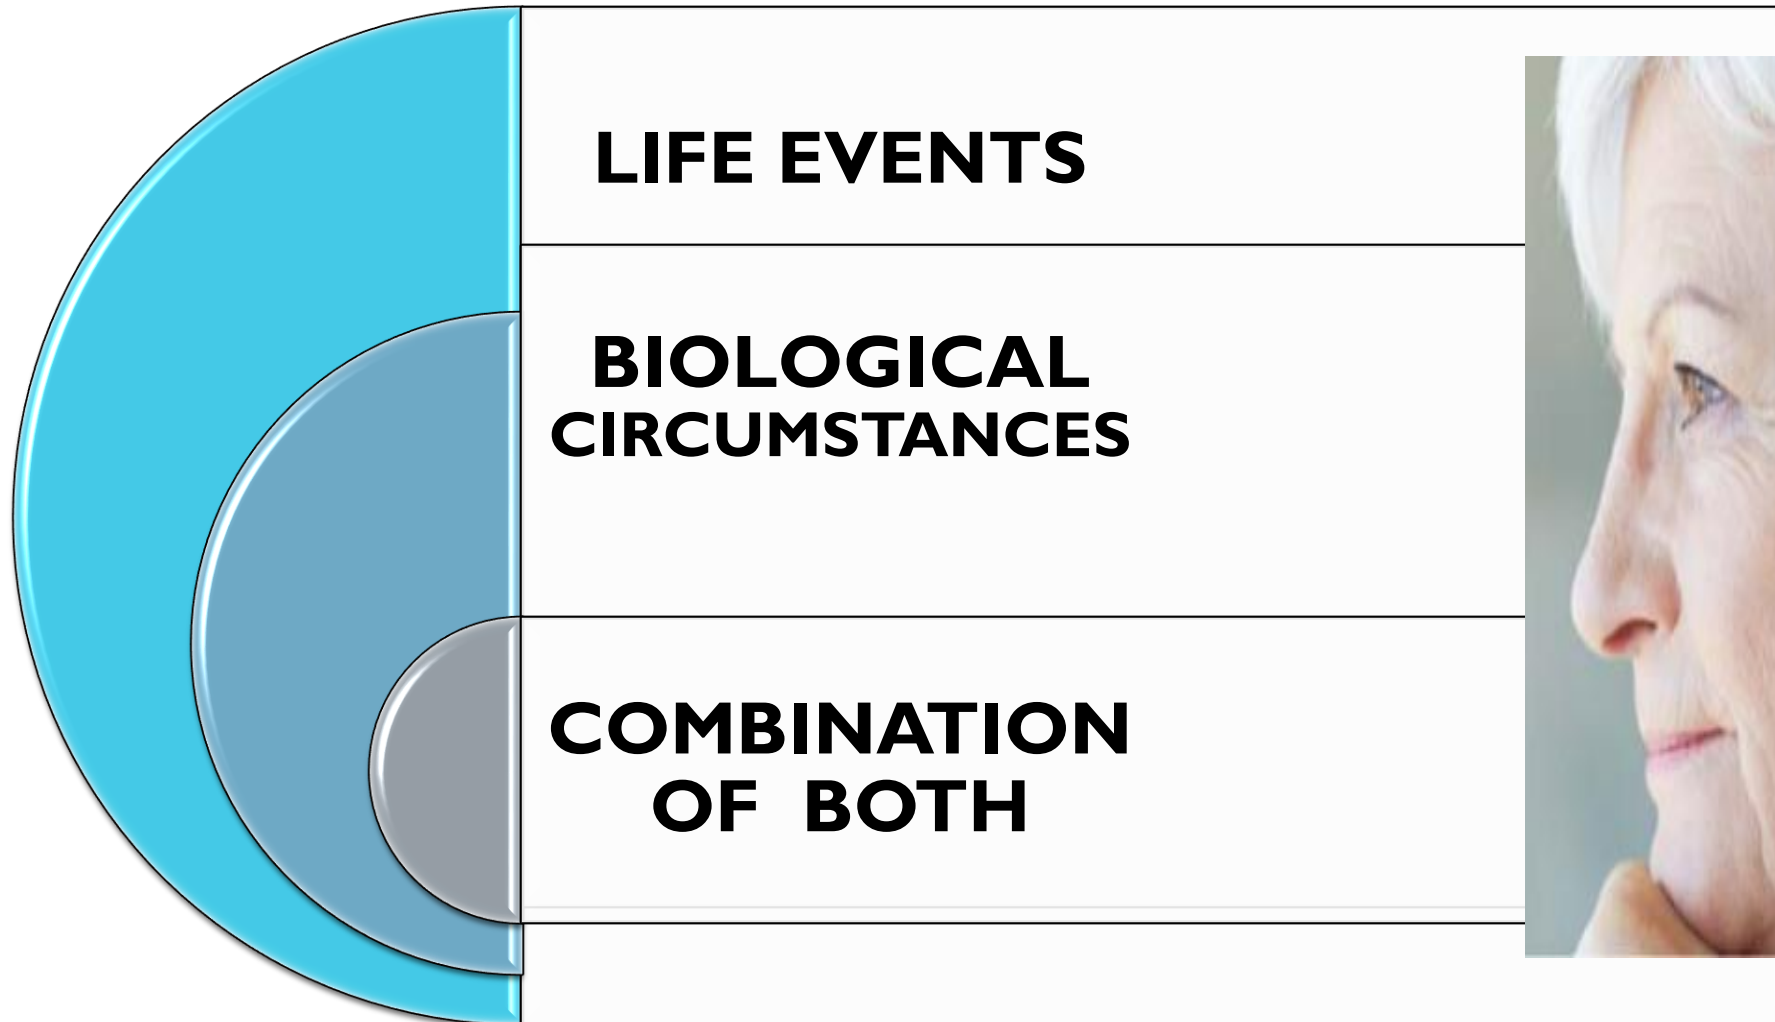 LIFE EVENTS
BIOLOGICAL
CIRCUMSTANCES
COMBINATION
OF BOTH